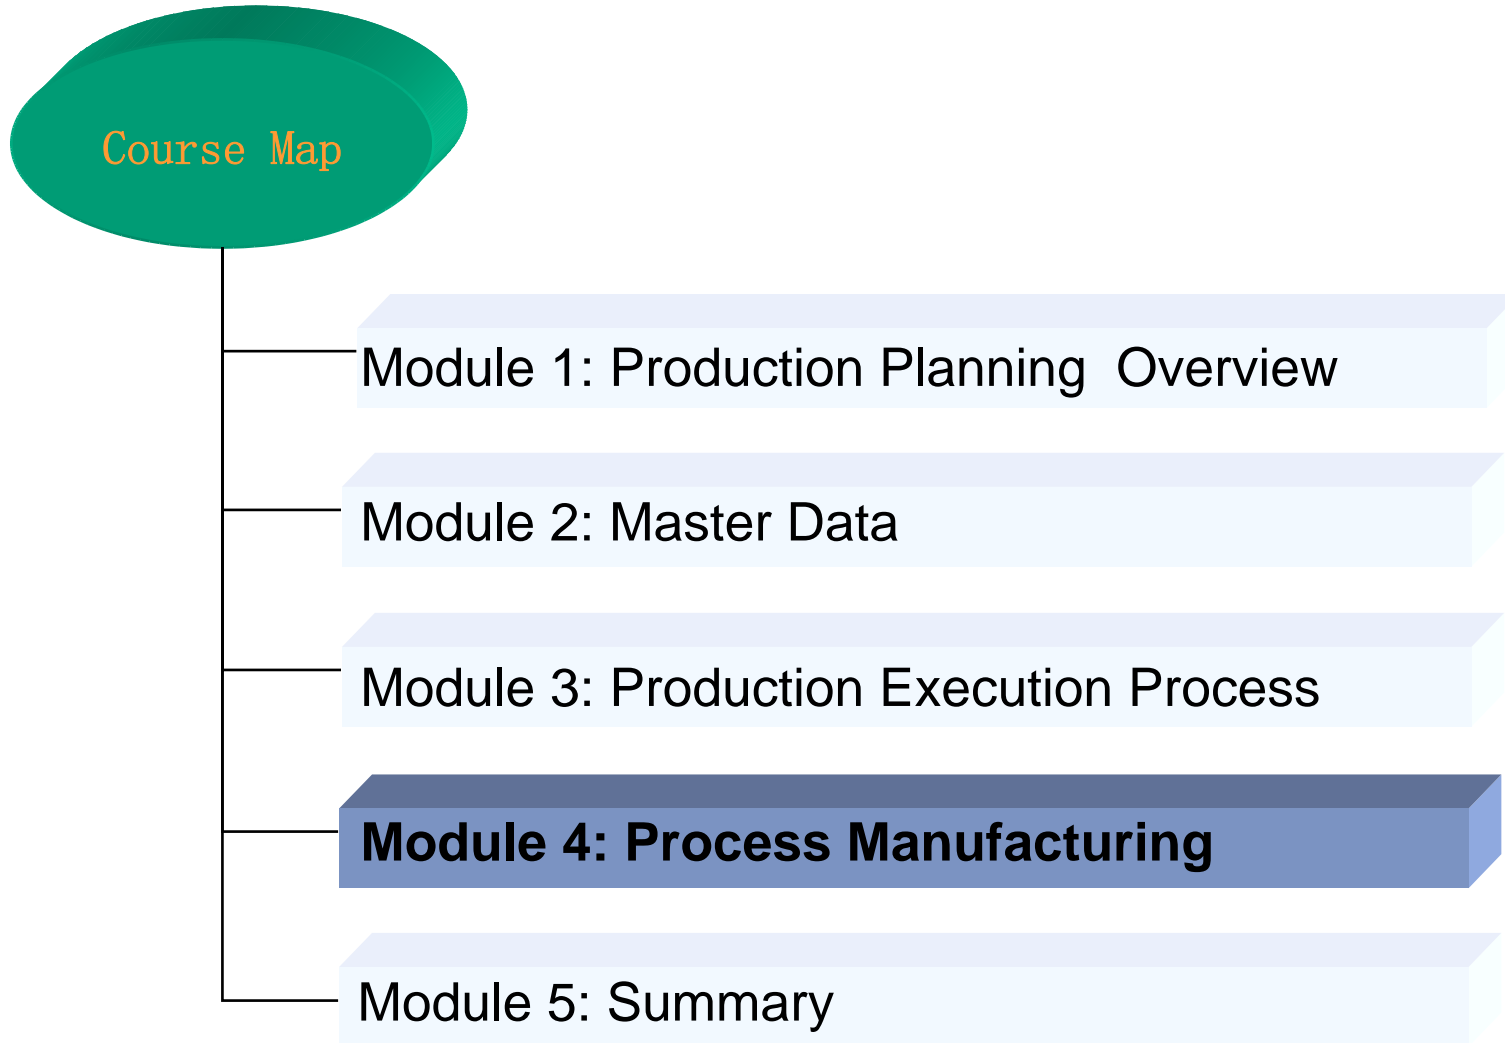 Course Map
Module 1: Production Planning  Overview
Module 2: Master Data
Module 3: Production Execution Process
Module 4: Process Manufacturing
Module 5: Summary